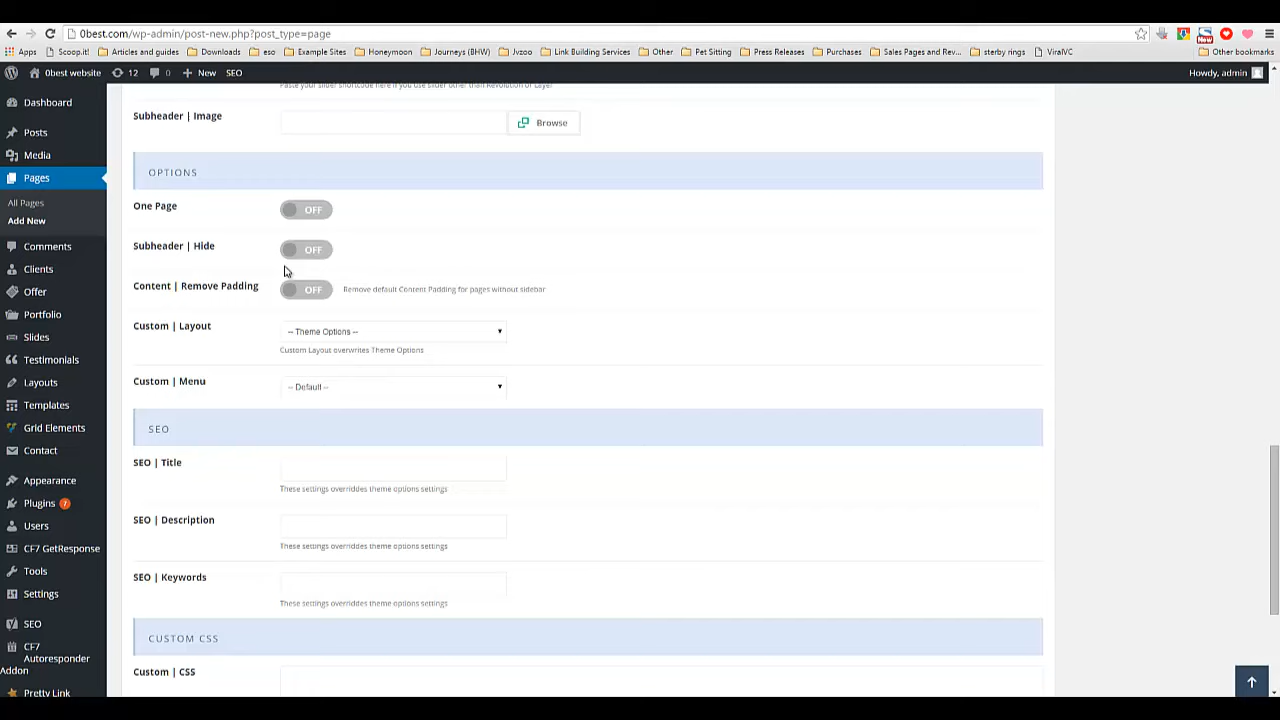 0best.com/wp-admin/post-new.php?post_type=page
Apps Scoop.it! Articles and guides Downloads eso Example Sites Honeymoon Journeys (BHW) Jvzoo Link Building Services Other Pet Sitting Press Releases Purchases Sales Pages and Rev... sterby rings ViralVC Other bookmarks
0best website 12 0 New SEO Howdy, admin
Paste your slider shortcode here if you use slider other than Revolution or Layer
Dashboard
Posts
Media
Pages
All Pages
Add New
Comments
Clients
Offer
Portfolio
Slides
Testimonials
Layouts
Templates
Grid Elements
Contact
Appearance
Plugins 7
Users
CF7 GetResponse
Tools
Settings
SEO
CF7
Autoresponder
Addon
Pretty Link
Subheader | Image Browse
OPTIONS
One Page OFF
Subheader | Hide OFF
Content | Remove Padding OFF Remove default Content Padding for pages without sidebar
Custom | Layout -- Theme Options --
Custom Layout overwrites Theme Options
Custom | Menu -- Default --
SEO
SEO | Title
These settings overriddes theme options settings
SEO | Description
These settings overriddes theme options settings
SEO | Keywords
These settings overriddes theme options settings
CUSTOM CSS
Custom | CSS